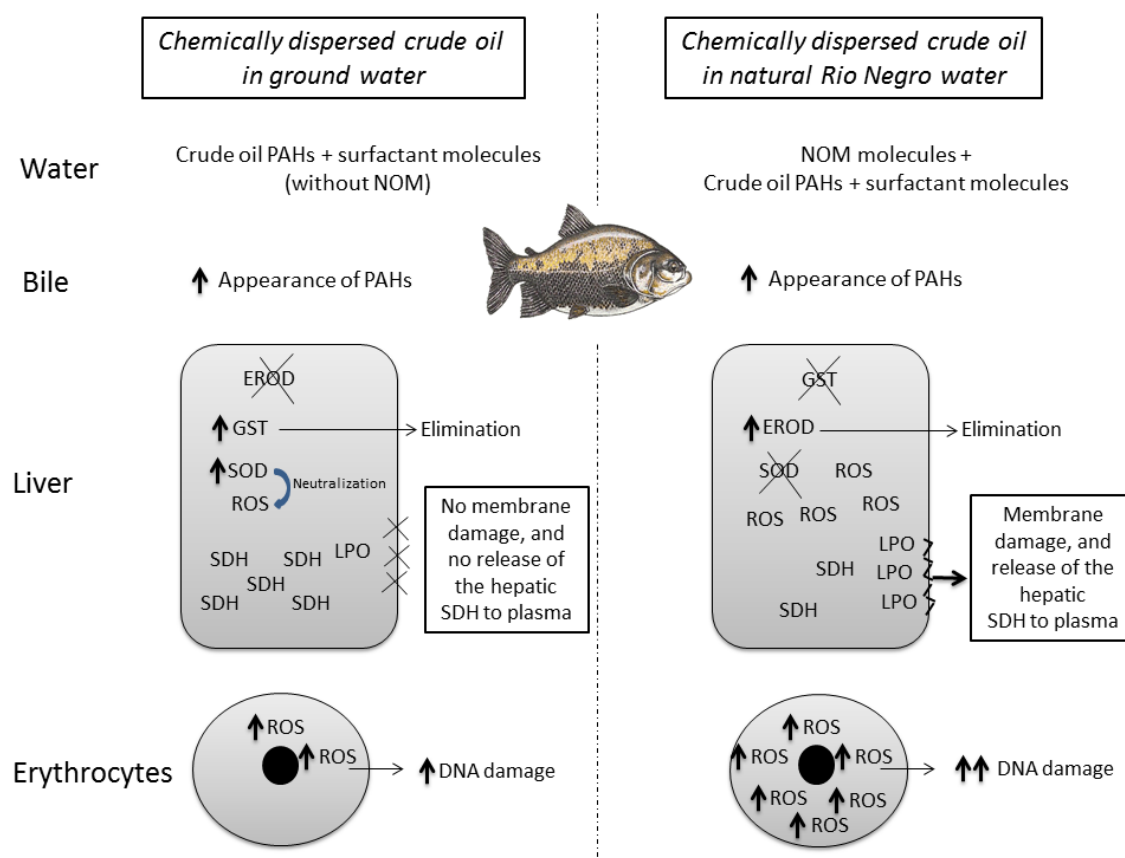 Chemically dispersed crude oil
in ground water
Chemically dispersed crude oil
in natural Rio Negro water
Water
Crude oil PAHs + surfactant molecules
(without NOM)
NOM molecules +
Crude oil PAHs + surfactant molecules
Bile
Appearance of PAHs
Appearance of PAHs
Liver
EROD
GST
Elimination
SOD
Neutralization
ROS
SDH
SDH
LPO
SDH
SDH
SDH
No membrane
damage, and
no release of
the hepatic
SDH to plasma
GST
EROD
Elimination
SOD
ROS
ROS
ROS
ROS
LPO
SDH
LPO
SDH
LPO
Membrane
damage, and
release of the
hepatic
SDH to plasma
Erythrocytes
ROS
ROS
DNA damage
ROS
ROS
ROS
ROS
ROS
ROS
DNA damage